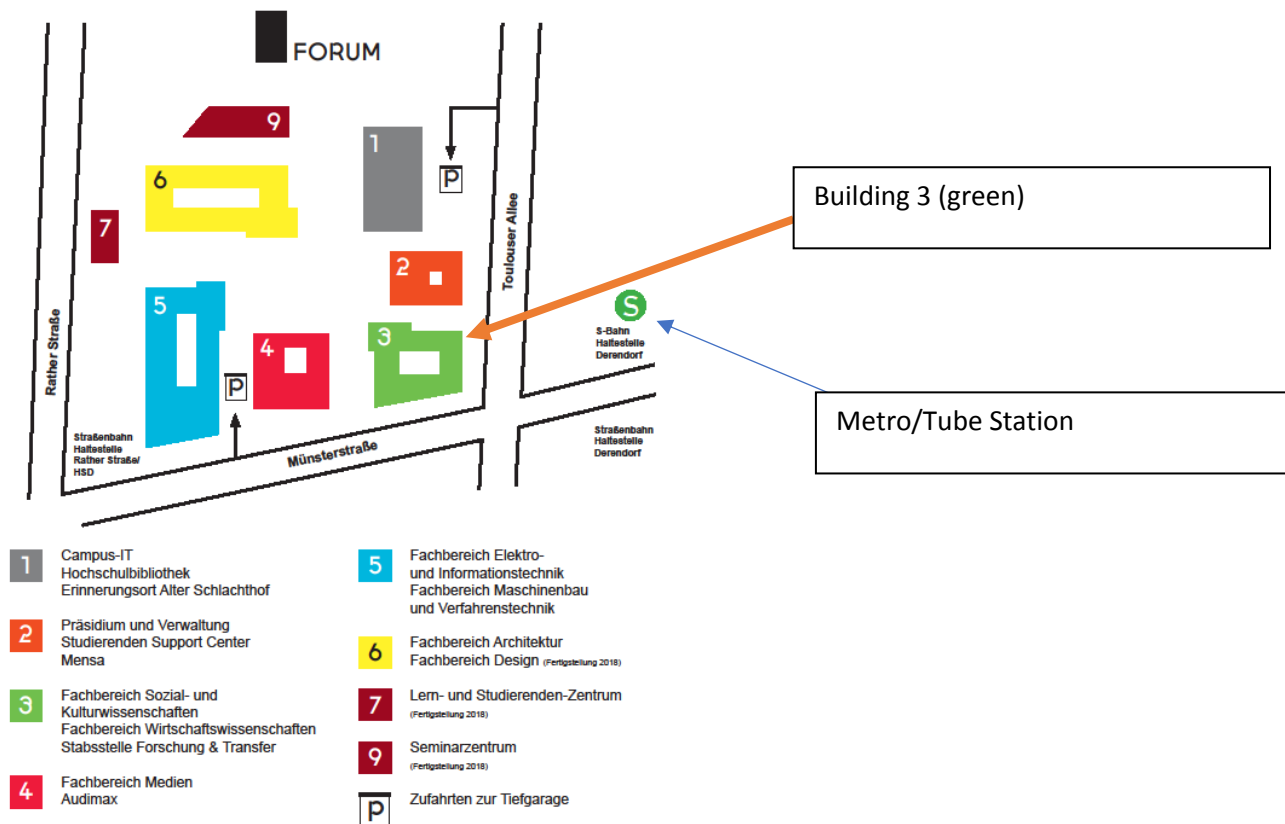 FORUM
9
1
P
6
7
Toulouser Allee
Building 3 (green)
2
5
S
Rather Straße
3
4
S-Bahn
Haltestelle
Derendorf
P
Metro/Tube Station
Straßenbahn
Haltestelle
Rather Straße/
HSD
Münsterstraße
Straßenbahn
Haltestelle
Derendorf
1
Campus-IT
Hochschulbibliothek
Erinnerungsort Alter Schlachthof
2
Präsidium und Verwaltung
Studierenden Support Center
Mensa
3
Fachbereich Sozial- und
Kulturwissenschaften
Fachbereich Wirtschaftswissenschaften
Stabsstelle Forschung & Transfer
4
Fachbereich Medien
Audimax
5
Fachbereich Elektro-
und Informationstechnik
Fachbereich Maschinenbau
und Verfahrenstechnik
6
Fachbereich Architektur
Fachbereich Design (Fertigstellung 2018)
7
Lern- und Studierenden-Zentrum
(Fertigstellung 2018)
9
Seminarzentrum
(Fertigstellung 2018)
P
Zufahrten zur Tiefgarage